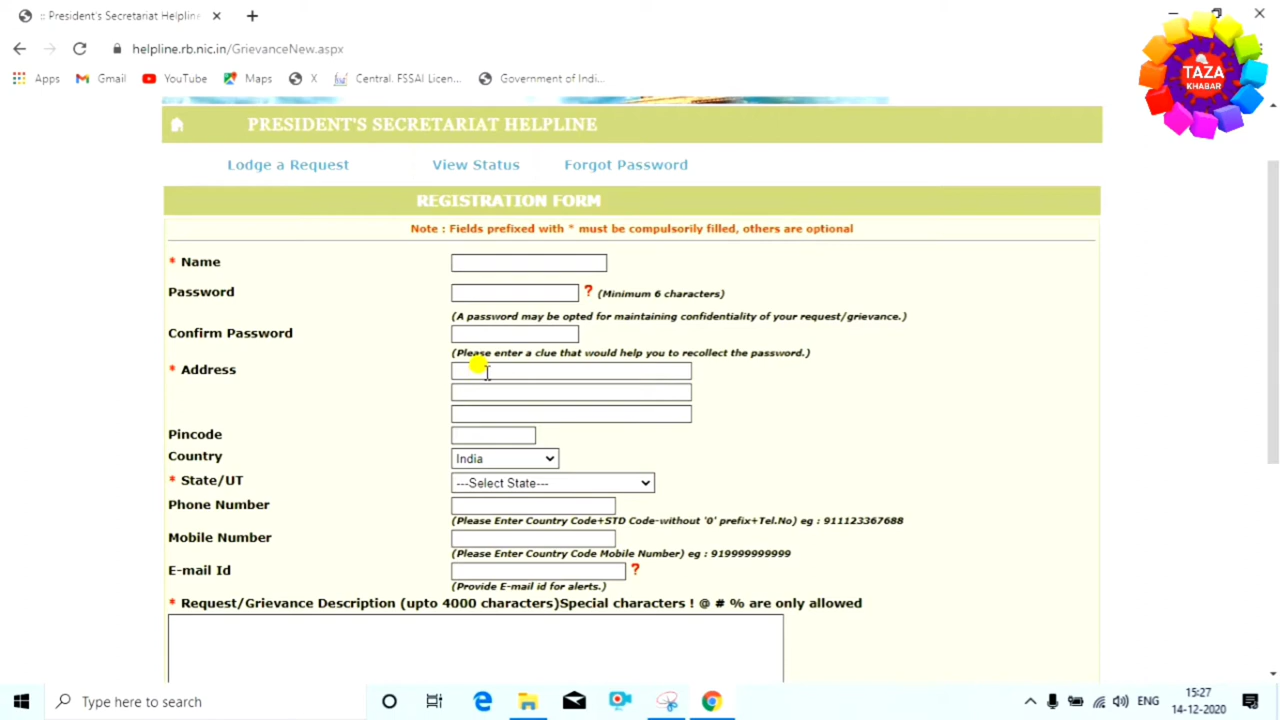 :: President's Secretariat Helpline
helpline.rb.nic.in/GrievanceNew.aspx
Apps Gmail YouTube Maps X Central. FSSAI Licen... Government of Indi...
TAZA
KHABAR
PRESIDENT'S SECRETARIAT HELPLINE
Lodge a Request View Status Forgot Password
REGISTRATION FORM
Note : Fields prefixed with * must be compulsorily filled, others are optional
* Name
Password ? (Minimum 6 characters)
(A password may be opted for maintaining confidentiality of your request/grievance.)
Confirm Password
(Please enter a clue that would help you to recollect the password.)
* Address
Pincode
Country India
* State/UT ---Select State---
Phone Number
(Please Enter Country Code+STD Code-without '0' prefix+Tel.No) eg : 911123367688
Mobile Number
(Please Enter Country Code Mobile Number) eg : 919999999999
E-mail Id ?
(Provide E-mail id for alerts.)
* Request/Grievance Description (upto 4000 characters)Special characters ! @ # % are only allowed
Type here to search
ENG
15:27
14-12-2020